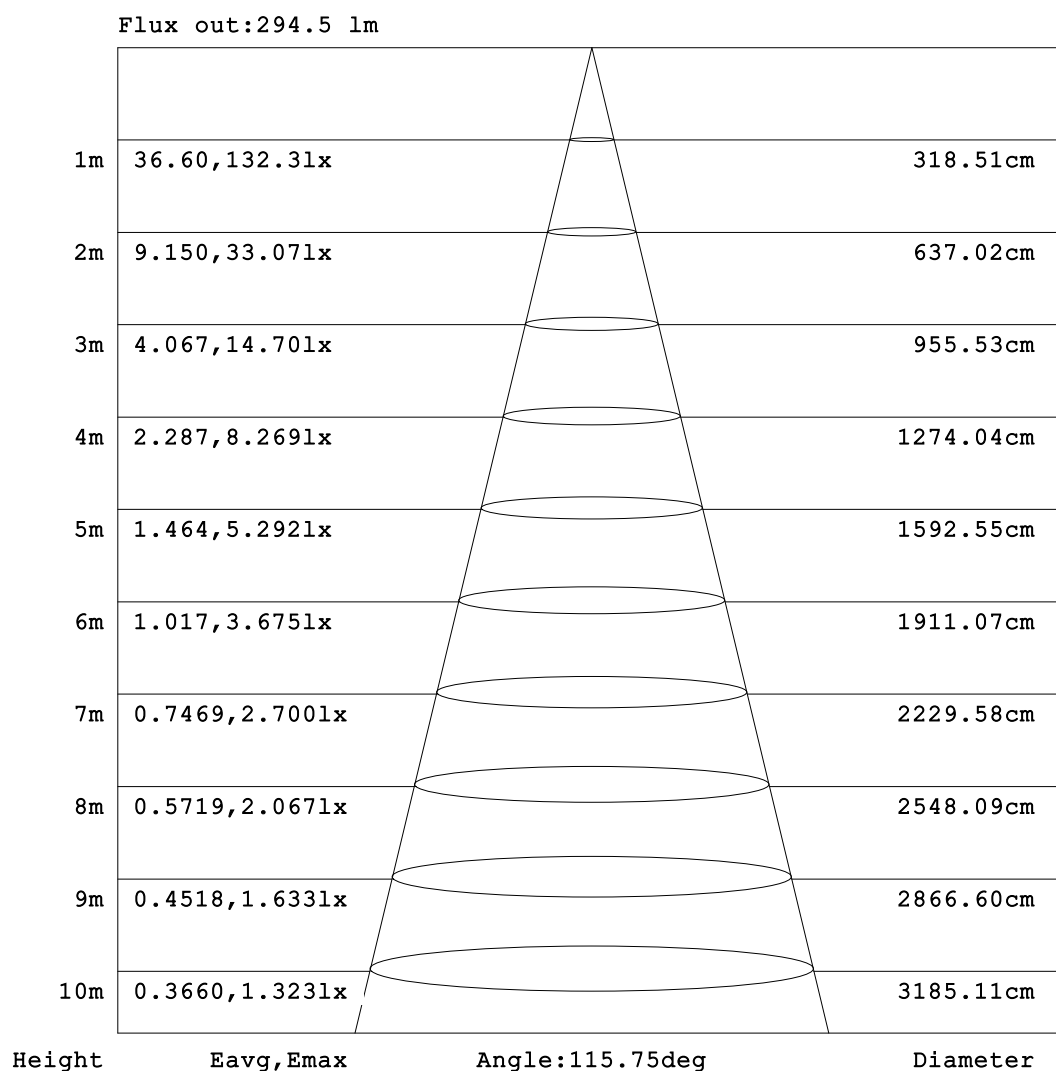 Flux out:294.5 lm
1m 36.60,132.3lx 318.51cm
2m 9.150,33.07lx 637.02cm
3m 4.067,14.70lx 955.53cm
4m 2.287,8.269lx 1274.04cm
5m 1.464,5.292lx 1592.55cm
6m 1.017,3.675lx 1911.07cm
7m 0.7469,2.700lx 2229.58cm
8m 0.5719,2.067lx 2548.09cm
9m 0.4518,1.633lx 2866.60cm
10m 0.3660,1.323lx 3185.11cm
Height Eavg,Emax Angle:115.75deg Diameter